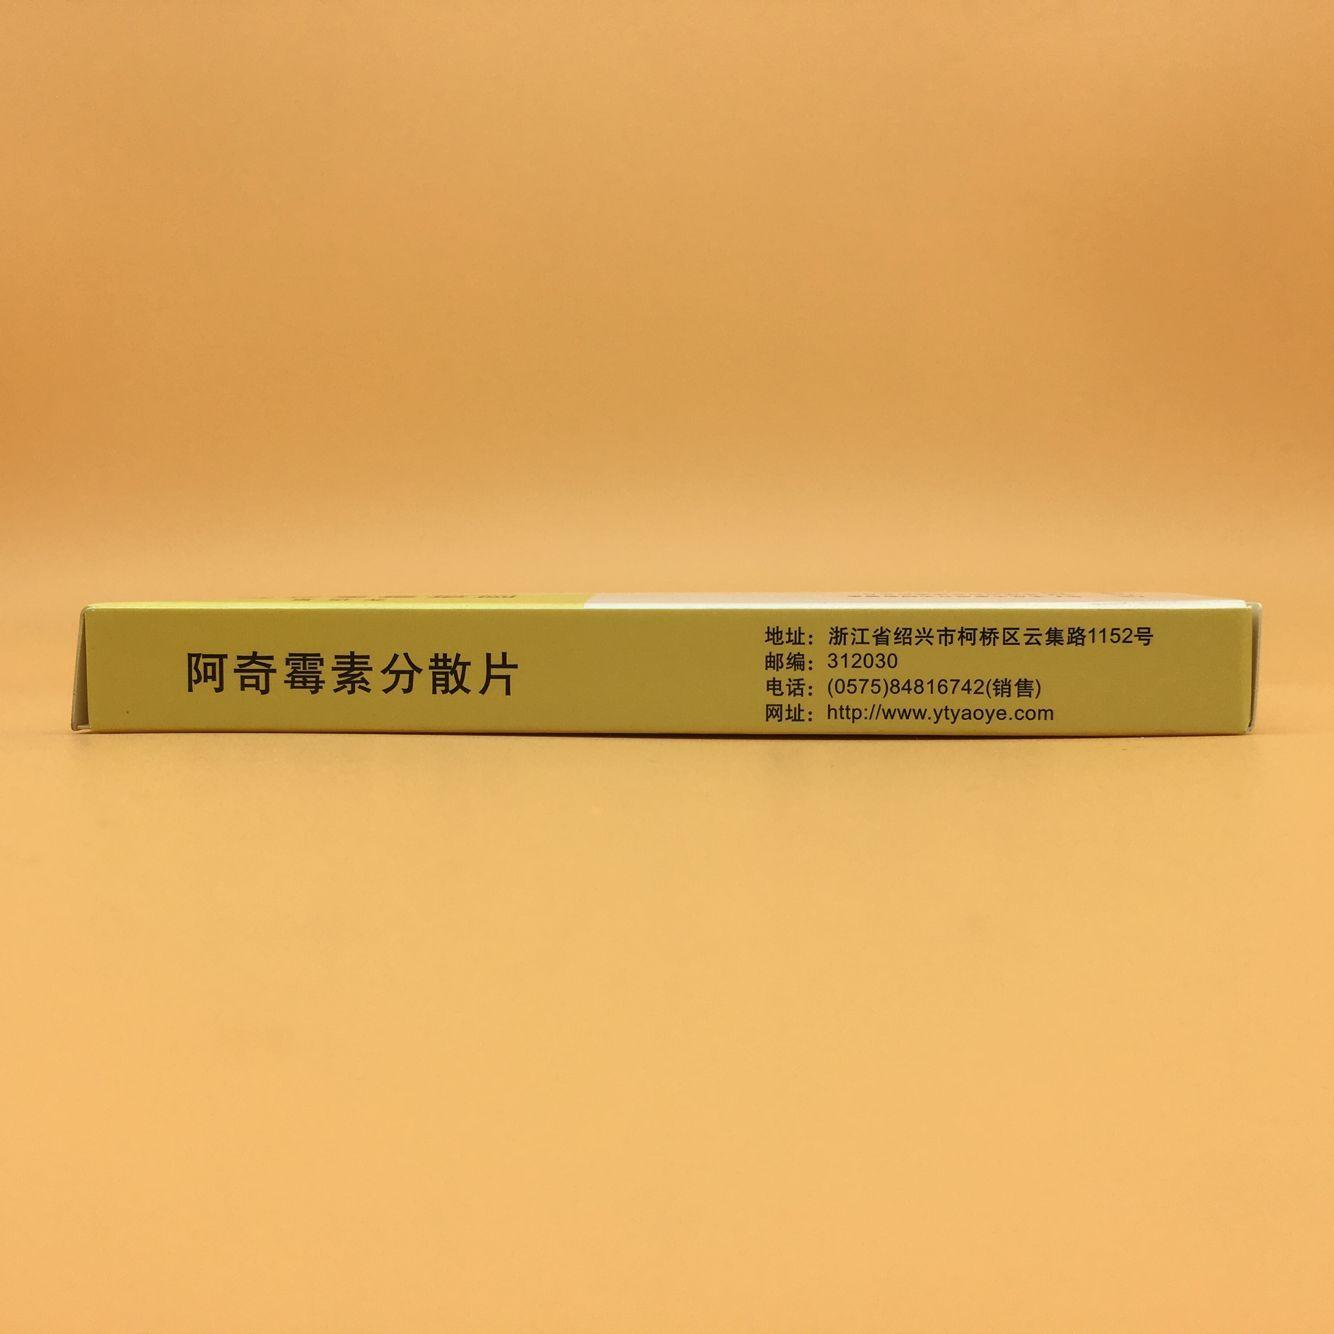 阿奇霉素分散片
地址：浙江省绍兴市柯桥区云集路1152号
邮编：312030
电话：(0575)84816742(销售)
网址：http://www.ytyaoye.com